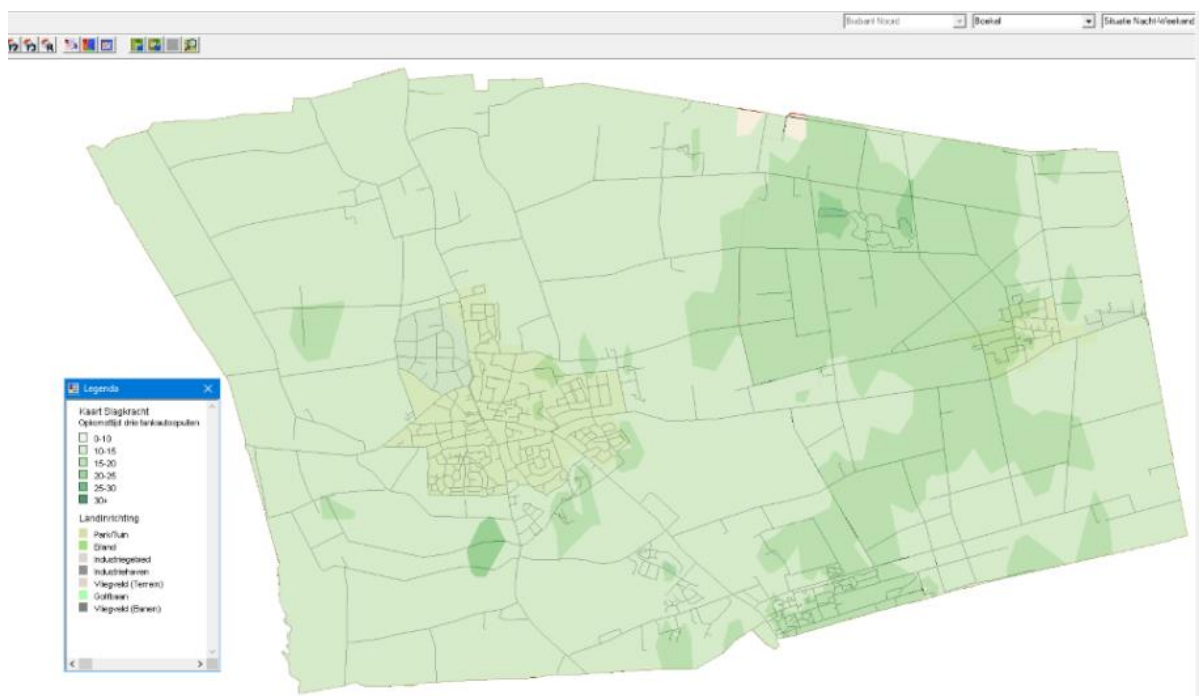 Brabant Noord
Boekel
Situatie Nacht-Weekend
Legenda
Kaart Slagkracht
Opkomsttijd drie tankautospuiten
0-10
10-15
15-20
20-25
25-30
30+
Landinrichting
Park/Tuin
Eiland
Industriegebied
Industriehaven
Vliegveld (Terrein)
Golfbaan
Vliegveld (Banen)